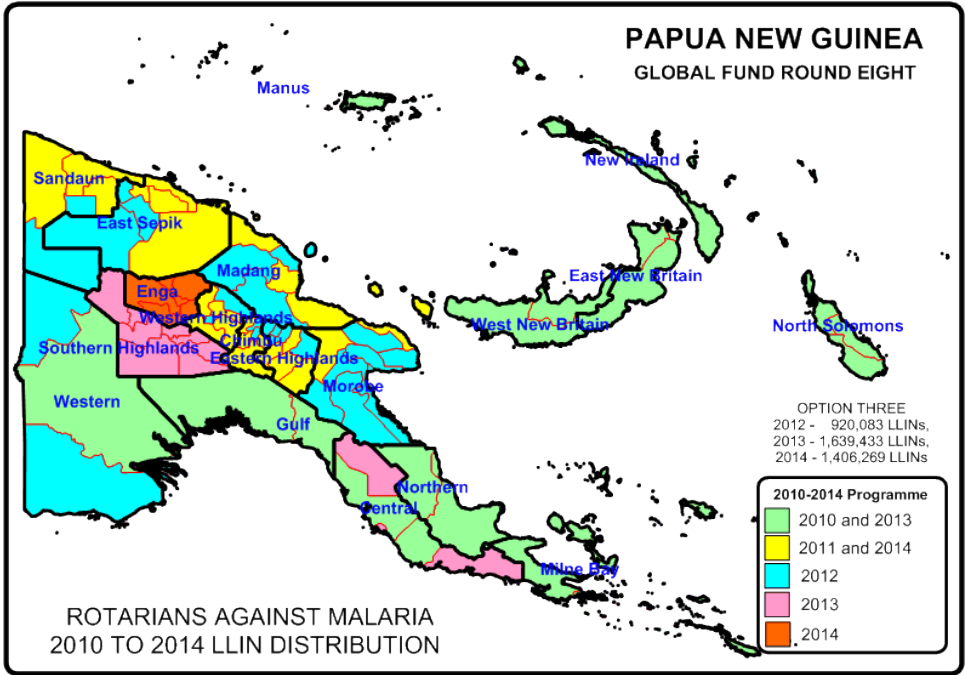 PAPUA NEW GUINEA
GLOBAL FUND ROUND EIGHT
Manus
New Ireland
Sandaun
East Sepik
Madang
East New Britain
Enga
Western Highlands
West New Britain
North Solomons
Chimbu
Southern Highlands
Eastern Highlands
Morobe
Western
Gulf
OPTION THREE
2012 - 920,083 LLINs,
2013 - 1,639,433 LLINs,
2014 - 1,406,269 LLINs
Northern
Central
Milne Bay
2010-2014 Programme
2010 and 2013
2011 and 2014
2012
2013
2014
ROTARIANS AGAINST MALARIA
2010 TO 2014 LLIN DISTRIBUTION